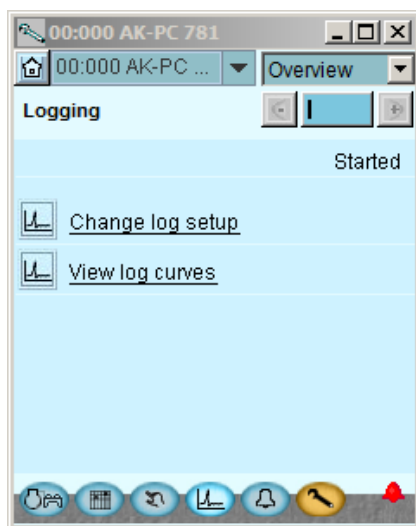 00:000 AK-PC 781
00:000 AK-PC ... Overview
Logging
Started
Change log setup
View log curves